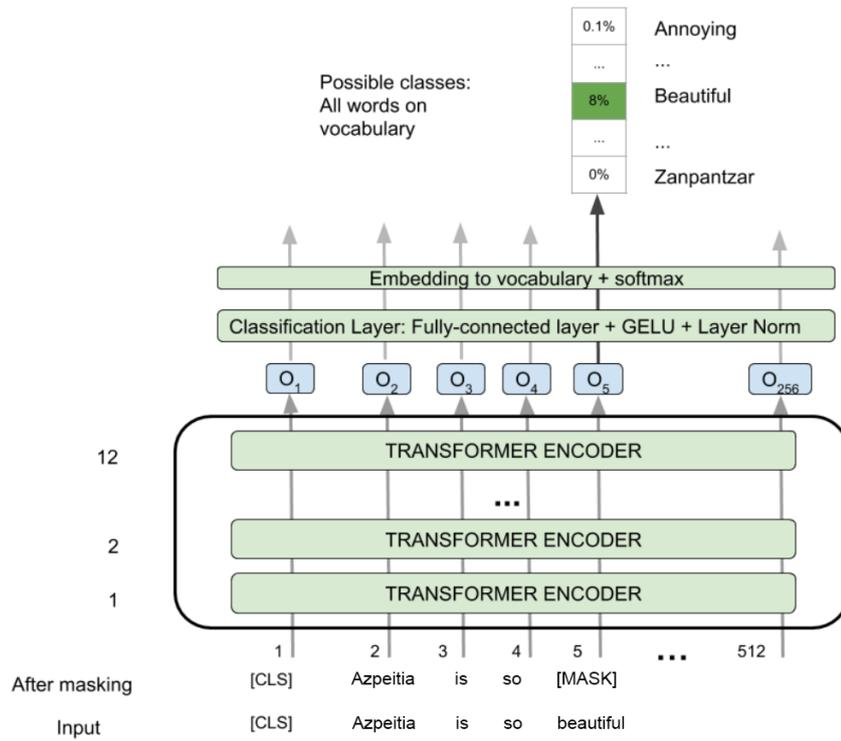 0.1% Annoying
... ...
Possible classes:
All words on
vocabulary
8% Beautiful
... ...
0% Zanpantzar
Embedding to vocabulary + softmax
Classification Layer: Fully-connected layer + GELU + Layer Norm
O1 O2 O3 O4 O5 O256
12 TRANSFORMER ENCODER
...
2 TRANSFORMER ENCODER
1 TRANSFORMER ENCODER
1 2 3 4 5 ... 512
After masking [CLS] Azpeitia is so [MASK]
Input [CLS] Azpeitia is so beautiful